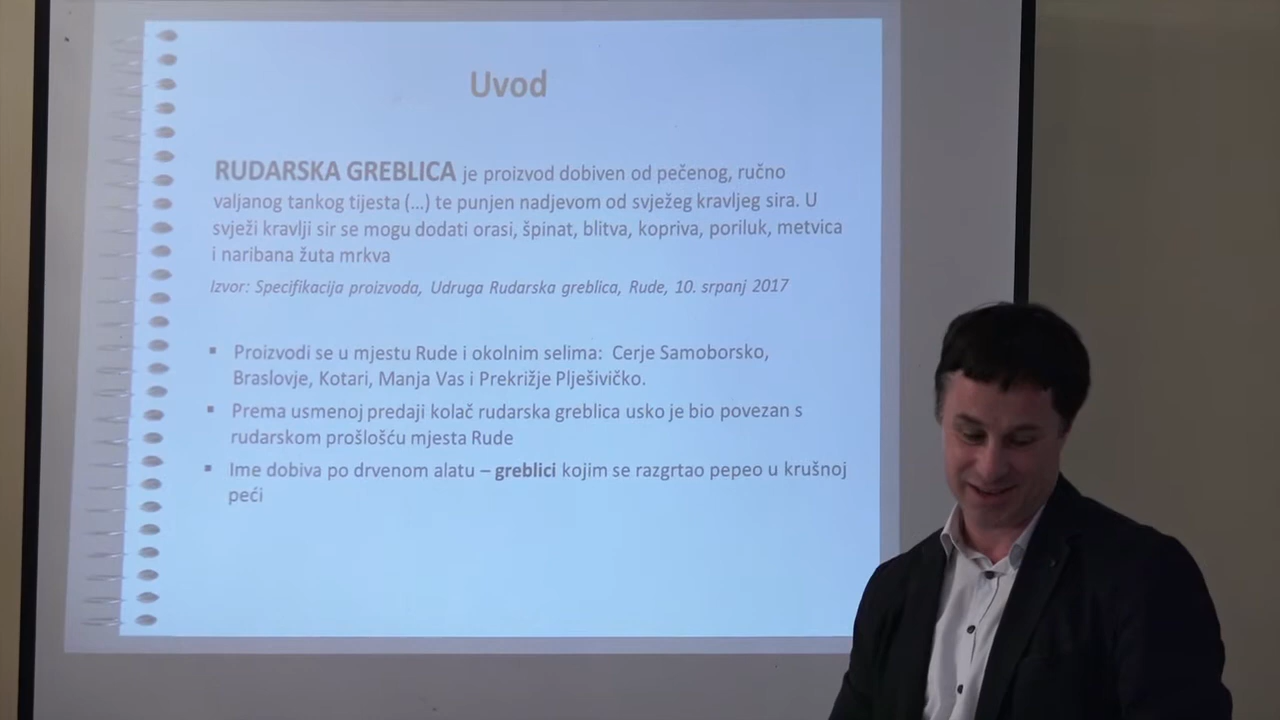 Uvod
RUDARSKA GREBLICA je proizvod dobiven od pečenog, ručno
valjanog tankog tijesta (...) te punjen nadjevom od svježeg kravljeg sira. U
svježi kravlji sir se mogu dodati orasi, špinat, blitva, kopriva, poriluk, metvica
i naribana žuta mrkva
Izvor: Specifikacija proizvoda, Udruga Rudarska greblica, Rude, 10. srpanj 2017
▪ Proizvodi se u mjestu Rude i okolnim selima: Cerje Samoborsko,
Braslovje, Kotari, Manja Vas i Prekrižje Plješivičko.
▪ Prema usmenoj predaji kolač rudarska greblica usko je bio povezan s
rudarskom prošlošću mjesta Rude
▪ Ime dobiva po drvenom alatu – greblici kojim se razgrtao pepeo u krušnoj
peći